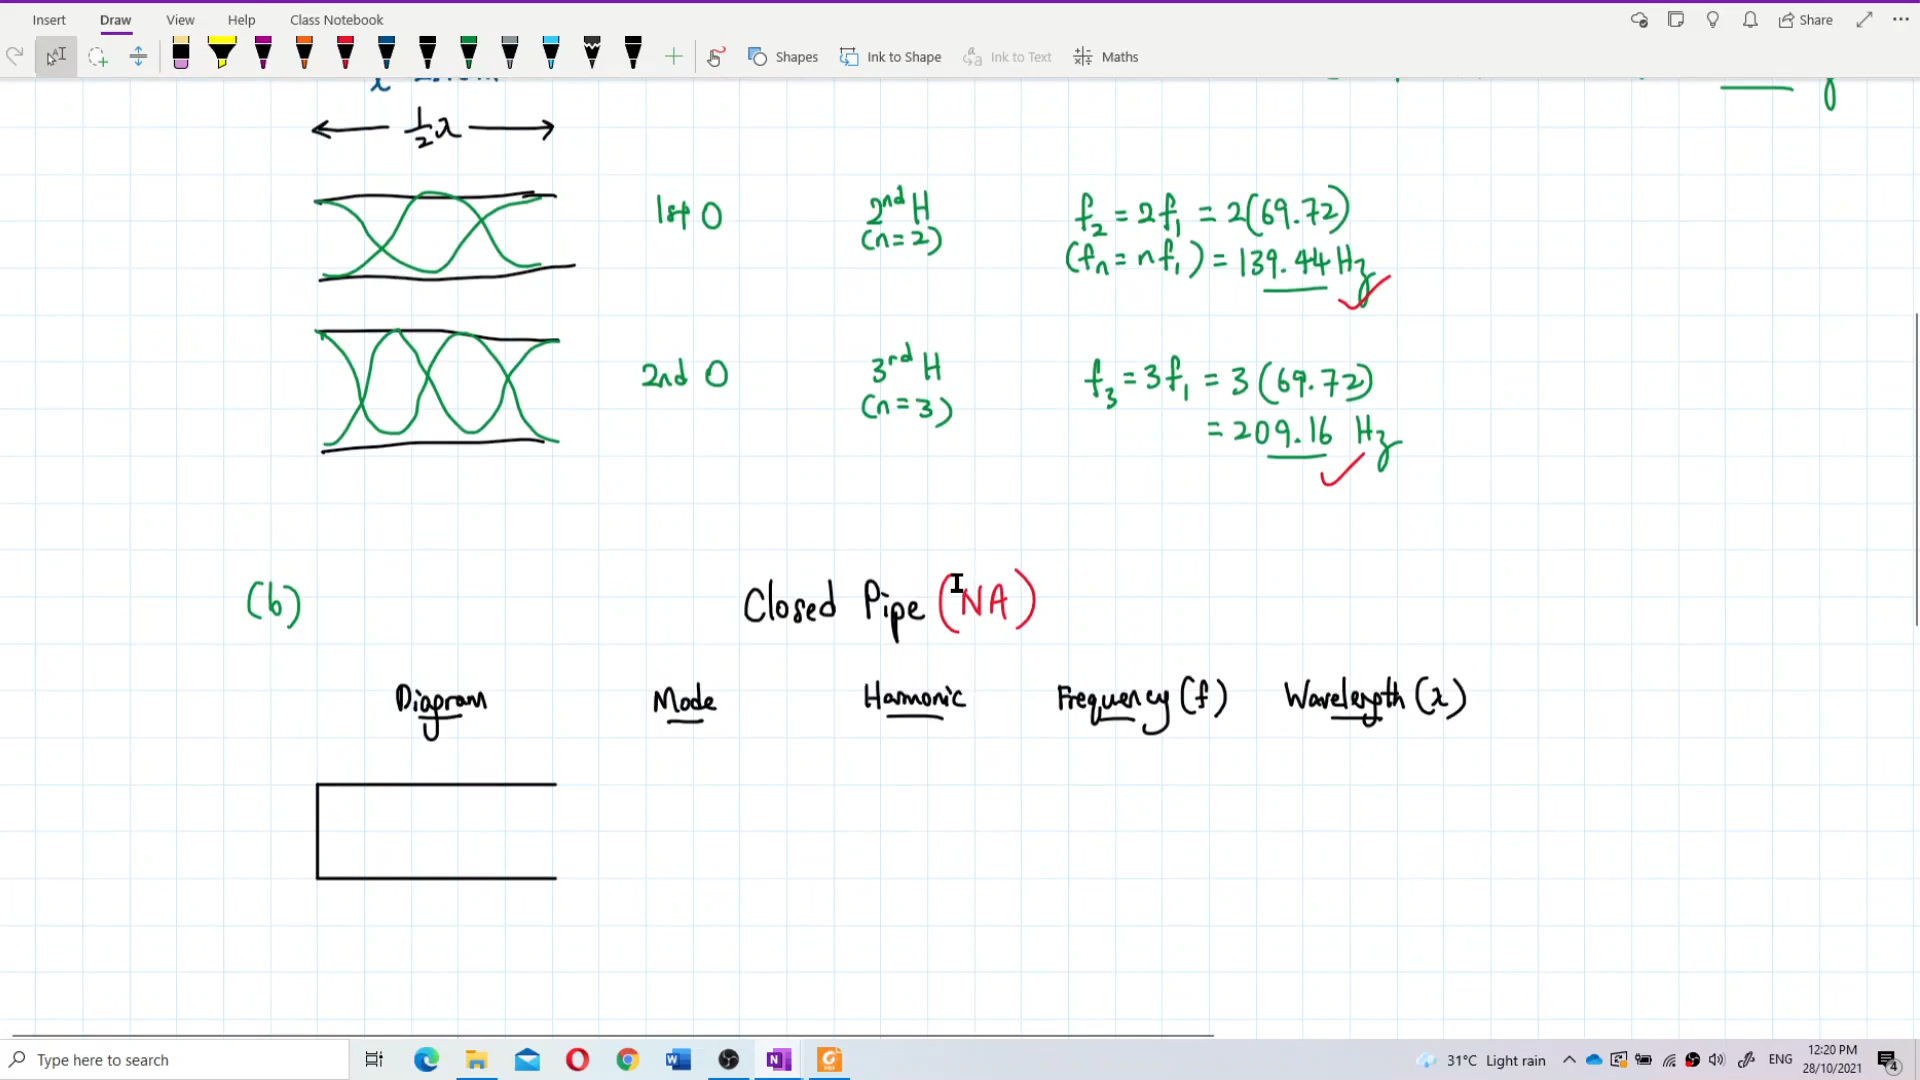 Insert Draw View Help Class Notebook Share
Shapes Ink to Shape Ink to Text Maths
½λ
1st O 2nd H f₂ = 2f₁ = 2(69.72)
(n=2) (fn = nf₁) = 139.44 Hz
2nd O 3rd H f₃ = 3f₁ = 3(69.72)
(n=3) = 209.16 Hz
(b) Closed Pipe (NA)
Diagram Mode Harmonic Frequency (f) Wavelength (λ)
Type here to search 31°C Light rain ENG 12:20 PM
28/10/2021 4